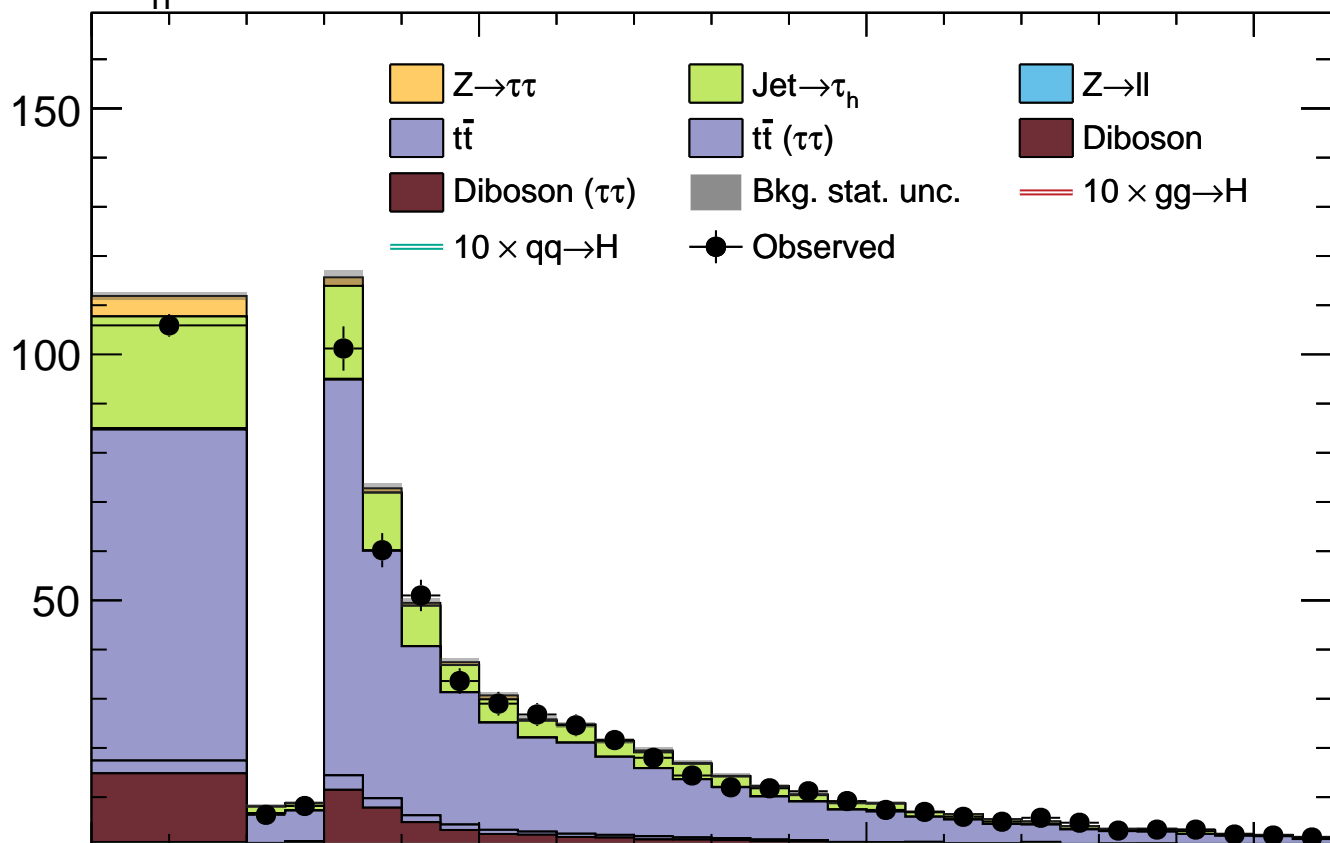 150
100
50
Z→ττ Jet→τh Z→ll
tt̄ tt̄ (ττ) Diboson
Diboson (ττ) Bkg. stat. unc. 10 × gg→H
10 × qq→H Observed